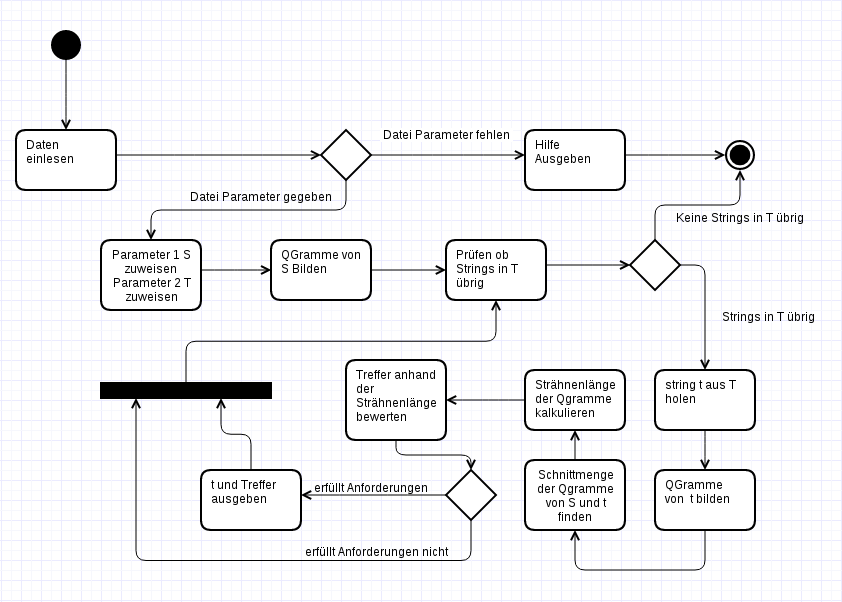 Daten
einlesen
Datei Parameter fehlen
Hilfe
Ausgeben
Datei Parameter gegeben
Keine Strings in T übrig
Parameter 1 S
zuweisen
Parameter 2 T
zuweisen
QGramme von
S Bilden
Prüfen ob
Strings in T
übrig
Strings in T übrig
string t aus T
holen
QGramme
von t bilden
Schnittmenge
der Qgramme
von S und t
finden
Strähnenlänge
der Qgramme
kalkulieren
Treffer anhand
der
Strähnenlänge
bewerten
erfüllt Anforderungen
t und Treffer
ausgeben
erfüllt Anforderungen nicht